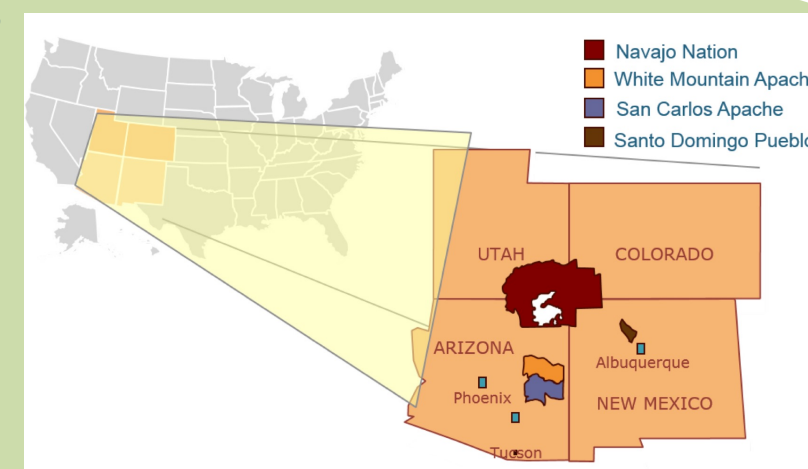 Navajo Nation
White Mountain Apach
San Carlos Apache
Santo Domingo Pueblo
UTAH
COLORADO
ARIZONA
Albuquerque
Phoenix
NEW MEXICO
Tucson